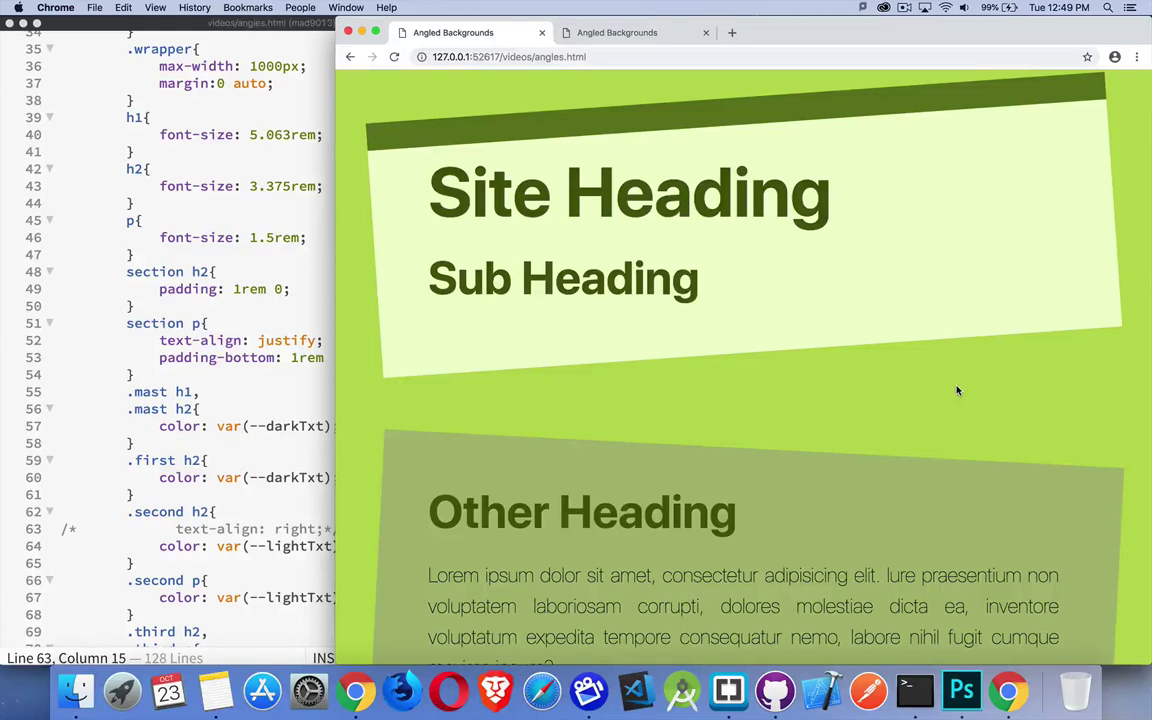 Chrome File Edit View History Bookmarks People Window Help 99% Tue 12:49 PM
videos/angles.html (mad9013
34 }
35 .wrapper{
36 max-width: 1000px;
37 margin:0 auto;
38 }
39 h1{
40 font-size: 5.063rem;
41 }
42 h2{
43 font-size: 3.375rem;
44 }
45 p{
46 font-size: 1.5rem;
47 }
48 section h2{
49 padding: 1rem 0;
50 }
51 section p{
52 text-align: justify;
53 padding-bottom: 1rem
54 }
55 .mast h1,
56 .mast h2{
57 color: var(--darkTxt)
58 }
59 .first h2{
60 color: var(--darkTxt)
61 }
62 .second h2{
63 /* text-align: right;*/
64 color: var(--lightTxt)
65 }
66 .second p{
67 color: var(--lightTxt)
68 }
69 .third h2,
Line 63, Column 15 — 128 Lines INS
Angled Backgrounds
Angled Backgrounds
127.0.0.1:52617/videos/angles.html
Site Heading
Sub Heading
Other Heading
Lorem ipsum dolor sit amet, consectetur adipisicing elit. Iure praesentium non
voluptatem laboriosam corrupti, dolores molestiae dicta ea, inventore
voluptatum expedita tempore consequatur nemo, labore nihil fugit cumque
OCT
23
Ps